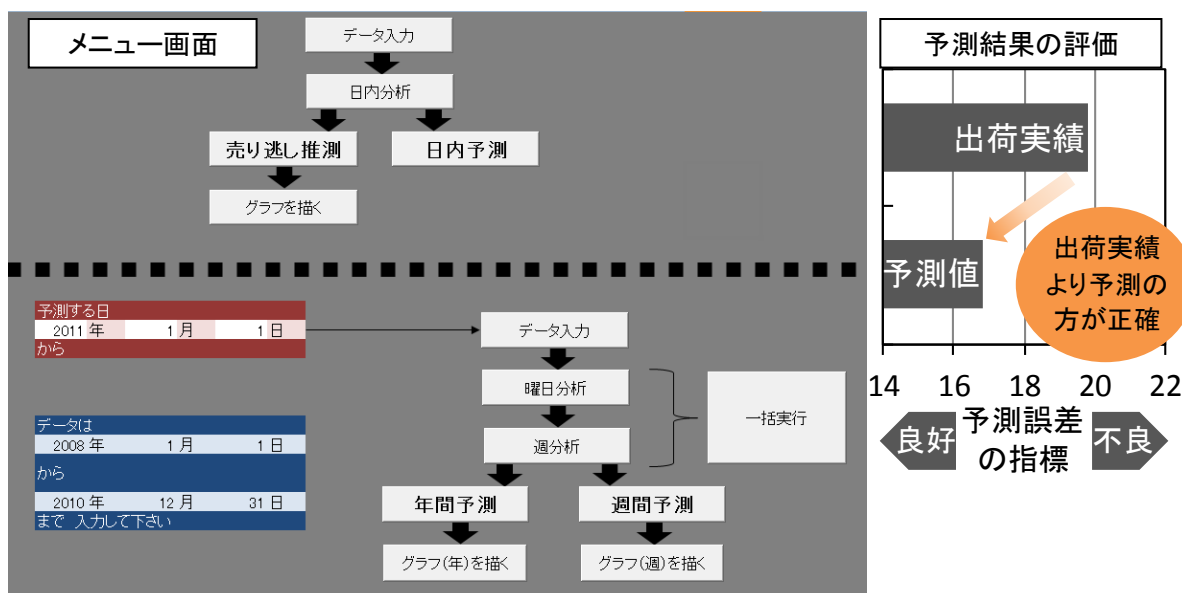 メニュー画面
データ入力
日内分析
売り逃し推測
日内予測
グラフを描く
予測する日
2011 年 1 月 1 日
から
データは
2008 年 1 月 1 日
から
2010 年 12 月 31 日
まで 入力して下さい
データ入力
曜日分析
週分析
一括実行
年間予測
週間予測
グラフ(年)を描く
グラフ(週)を描く
予測結果の評価
出荷実績
予測値
出荷実績
より予測の
方が正確
14 16 18 20 22
良好
予測誤差
の指標
不良